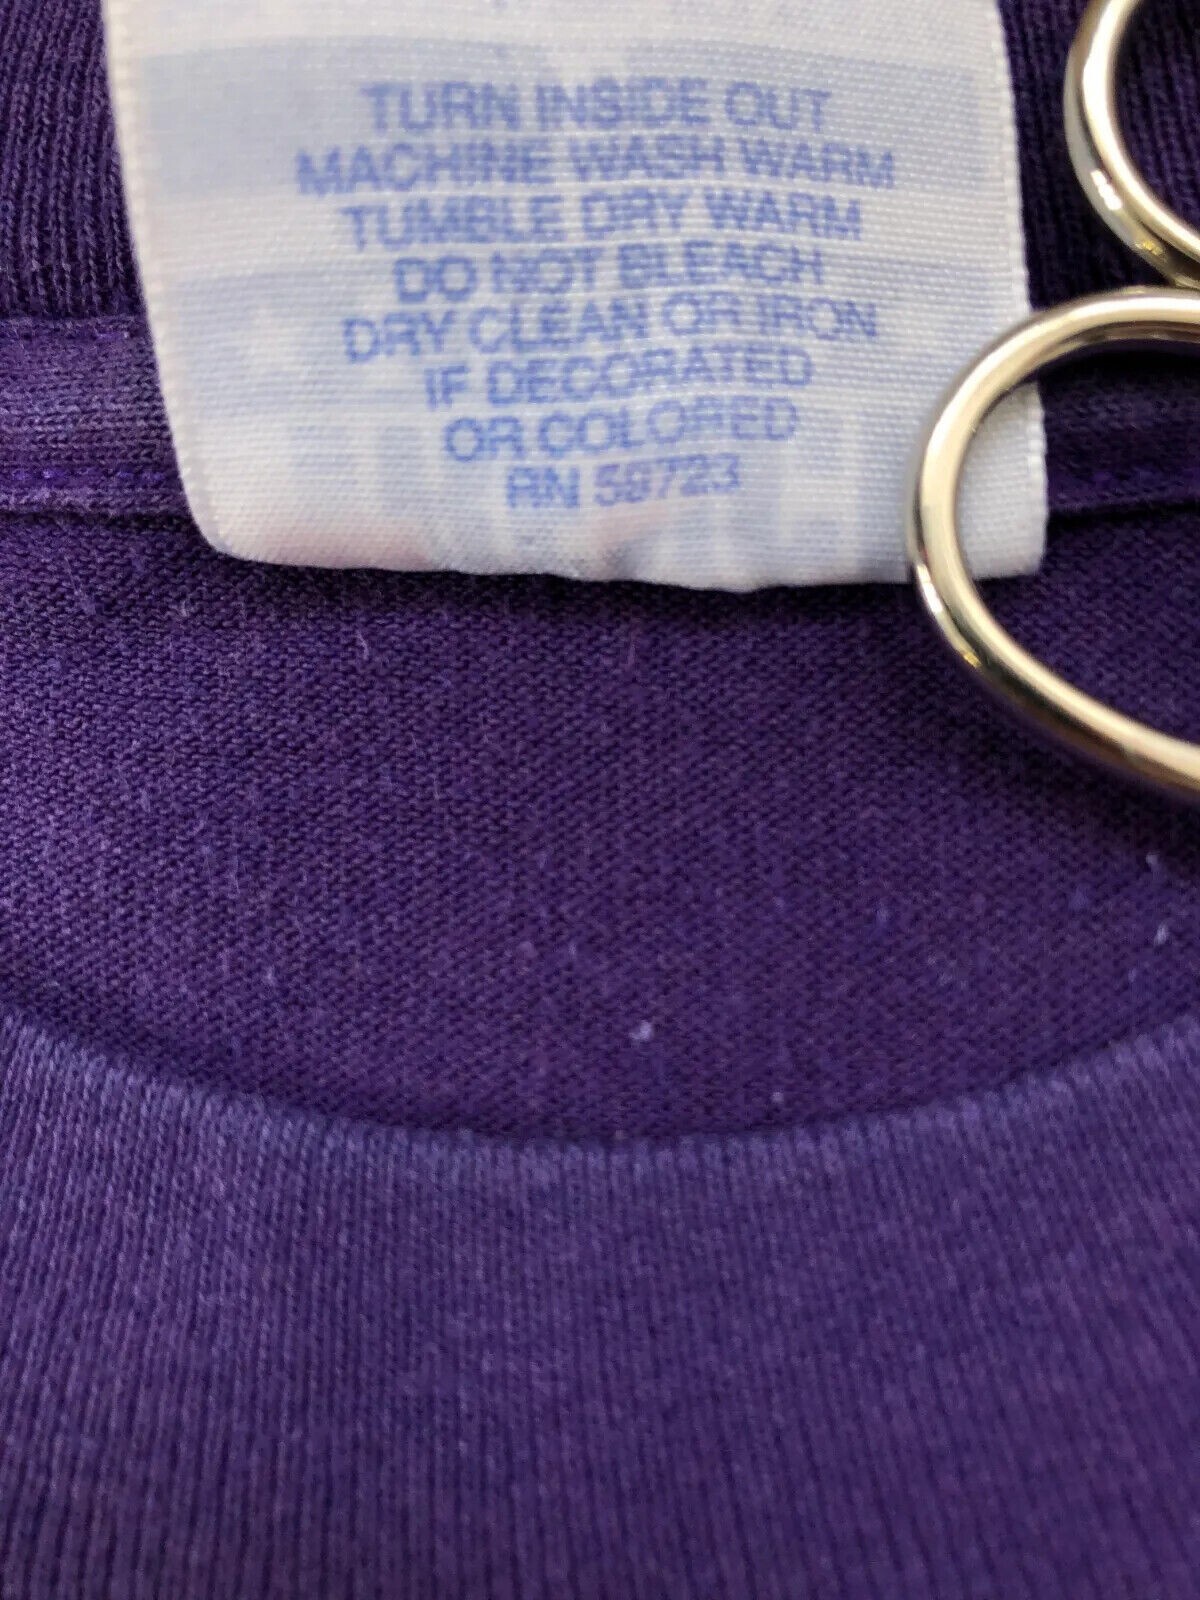 TURN INSIDE OUT
MACHINE WASH WARM
TUMBLE DRY WARM
DO NOT BLEACH
DRY CLEAN OR IRON
IF DECORATED
OR COLORED
RN 59723